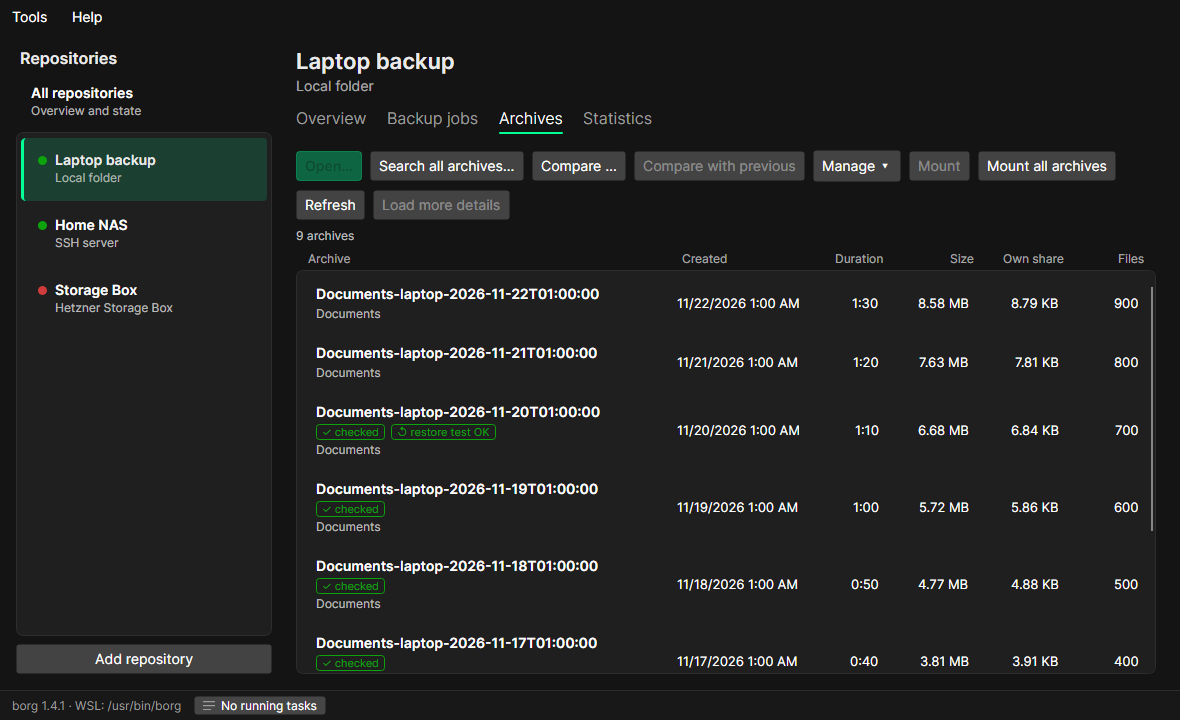 Tools Help
Repositories
All repositories
Overview and state
Laptop backup
Local folder
Home NAS
SSH server
Storage Box
Hetzner Storage Box
Add repository
Laptop backup
Local folder
Overview Backup jobs Archives Statistics
Open... Search all archives... Compare ... Compare with previous Manage Mount Mount all archives
Refresh Load more details
9 archives
Archive Created Duration Size Own share Files
Documents-laptop-2026-11-22T01:00:00
Documents
11/22/2026 1:00 AM 1:30 8.58 MB 8.79 KB 900
Documents-laptop-2026-11-21T01:00:00
Documents
11/21/2026 1:00 AM 1:20 7.63 MB 7.81 KB 800
Documents-laptop-2026-11-20T01:00:00
✓ checked restore test OK
Documents
11/20/2026 1:00 AM 1:10 6.68 MB 6.84 KB 700
Documents-laptop-2026-11-19T01:00:00
✓ checked
Documents
11/19/2026 1:00 AM 1:00 5.72 MB 5.86 KB 600
Documents-laptop-2026-11-18T01:00:00
✓ checked
Documents
11/18/2026 1:00 AM 0:50 4.77 MB 4.88 KB 500
Documents-laptop-2026-11-17T01:00:00
✓ checked
11/17/2026 1:00 AM 0:40 3.81 MB 3.91 KB 400
borg 1.4.1 · WSL: /usr/bin/borg No running tasks